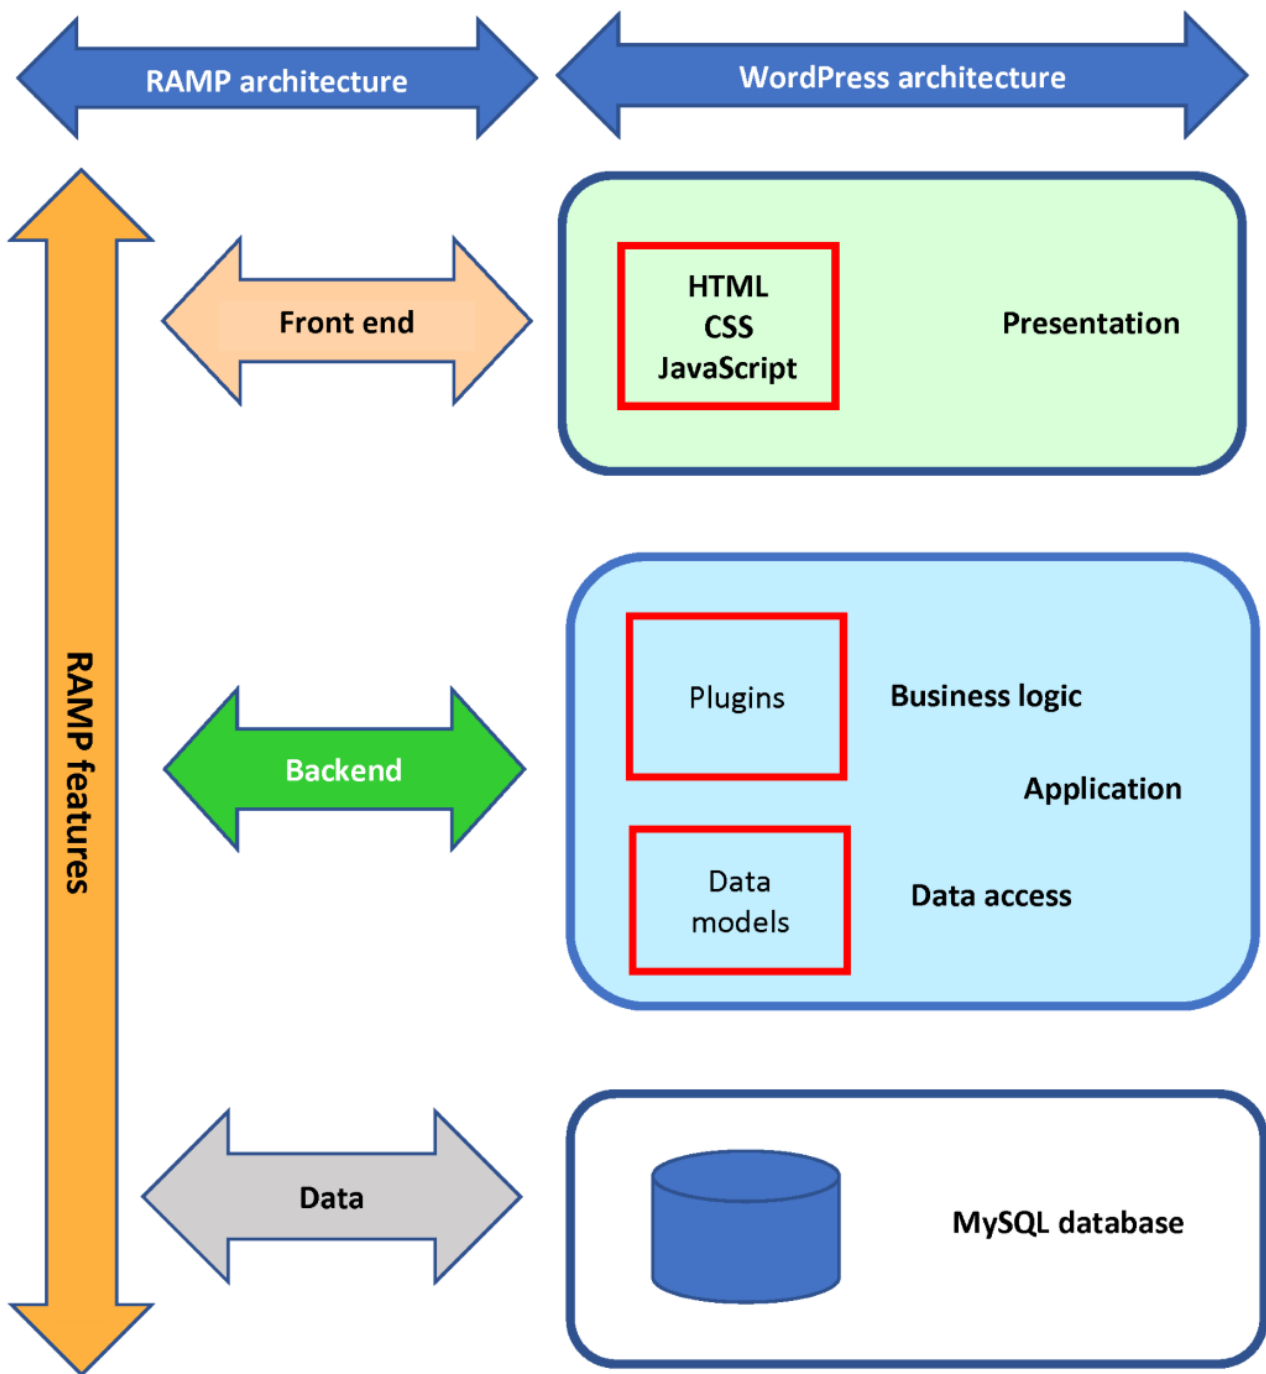 RAMP architecture
WordPress architecture
RAMP features
Front end
HTML
CSS
JavaScript
Presentation
Backend
Plugins
Business logic
Application
Data
models
Data access
Data
MySQL database